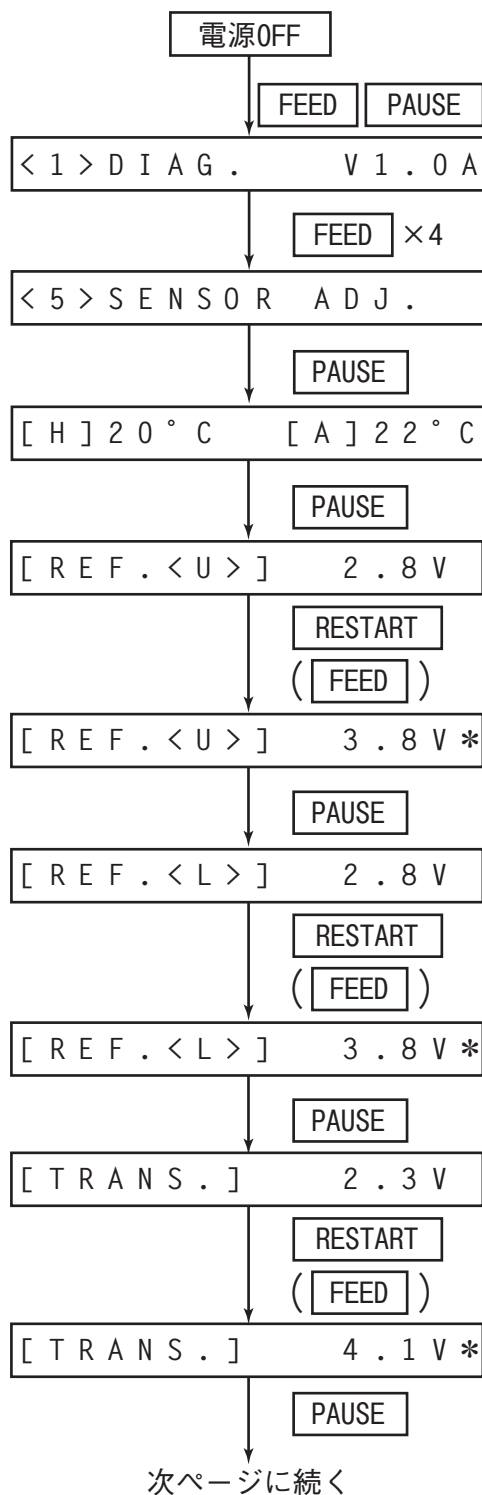 電源OFF
FEED PAUSE
<1>DIAG. V1.0A
FEED ×4
<5>SENSOR ADJ.
PAUSE
[H]20°C [A]22°C
PAUSE
[REF.<U>] 2.8V
RESTART
(FEED)
[REF.<U>] 3.8V*
PAUSE
[REF.<L>] 2.8V
RESTART
(FEED)
[REF.<L>] 3.8V*
PAUSE
[TRANS.] 2.3V
RESTART
(FEED)
[TRANS.] 4.1V*
PAUSE
次ページに続く